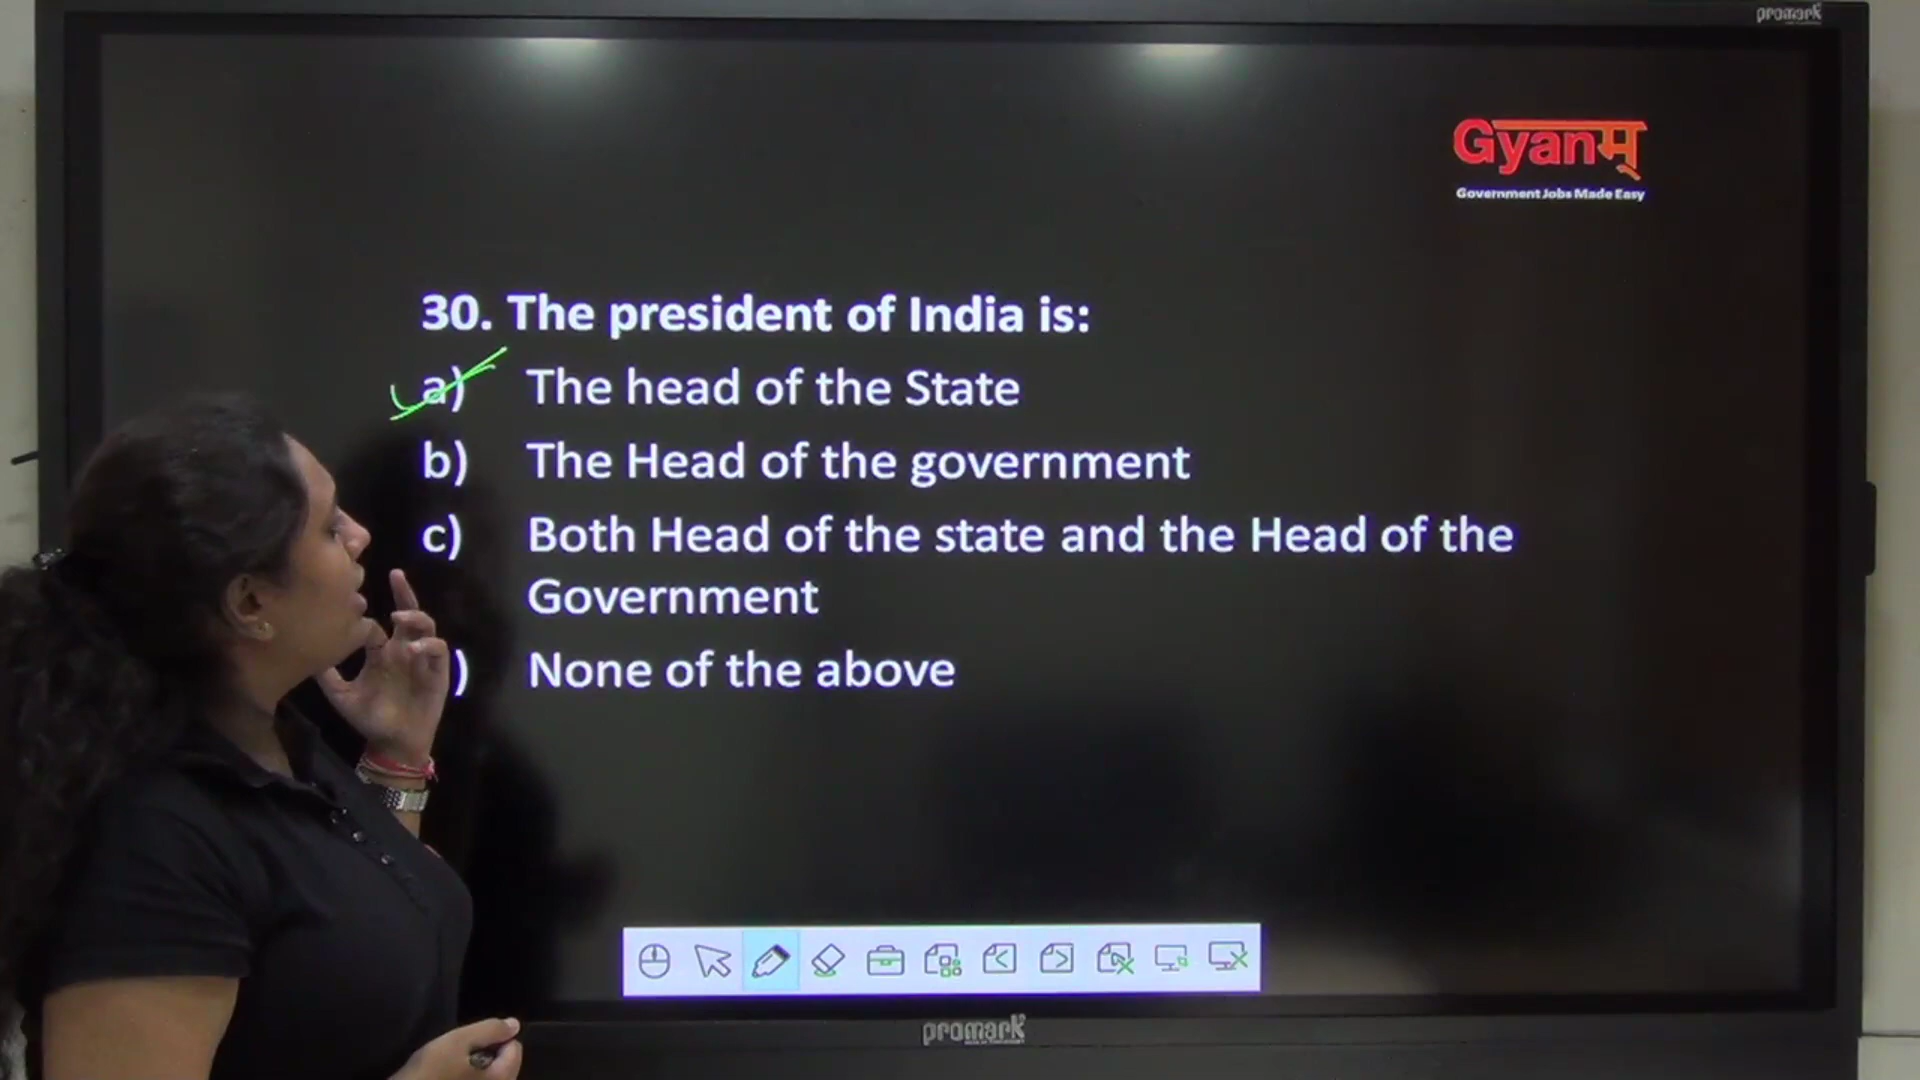 promark
Gyanम्
Government Jobs Made Easy
30. The president of India is:
a) The head of the State
b) The Head of the government
c) Both Head of the state and the Head of the
Government
) None of the above
promark